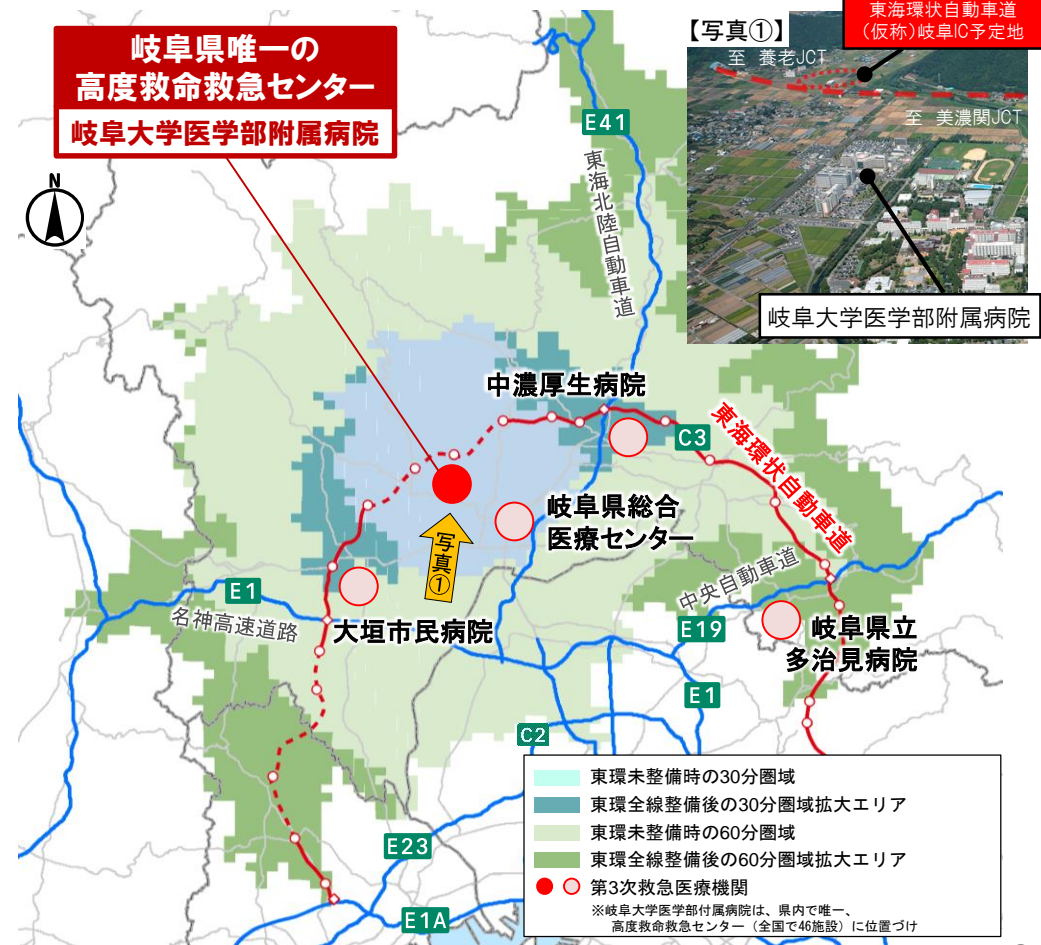 岐阜県唯一の
高度救命救急センター
岐阜大学医学部附属病院
N
【写真①】
東海環状自動車道
（仮称）岐阜IC予定地
至 養老JCT
至 美濃関JCT
岐阜大学医学部附属病院
E41
東海北陸自動車道
中濃厚生病院
C3
東海環状自動車道
岐阜県総合
医療センター
写真①
E1
名神高速道路
大垣市民病院
中央自動車道
E19
岐阜県立
多治見病院
E1
C2
E23
E1A
東環未整備時の30分圏域
東環全線整備後の30分圏域拡大エリア
東環未整備時の60分圏域
東環全線整備後の60分圏域拡大エリア
第3次救急医療機関
※岐阜大学医学部付属病院は、県内で唯一、
高度救命救急センター（全国で46施設）に位置づけ